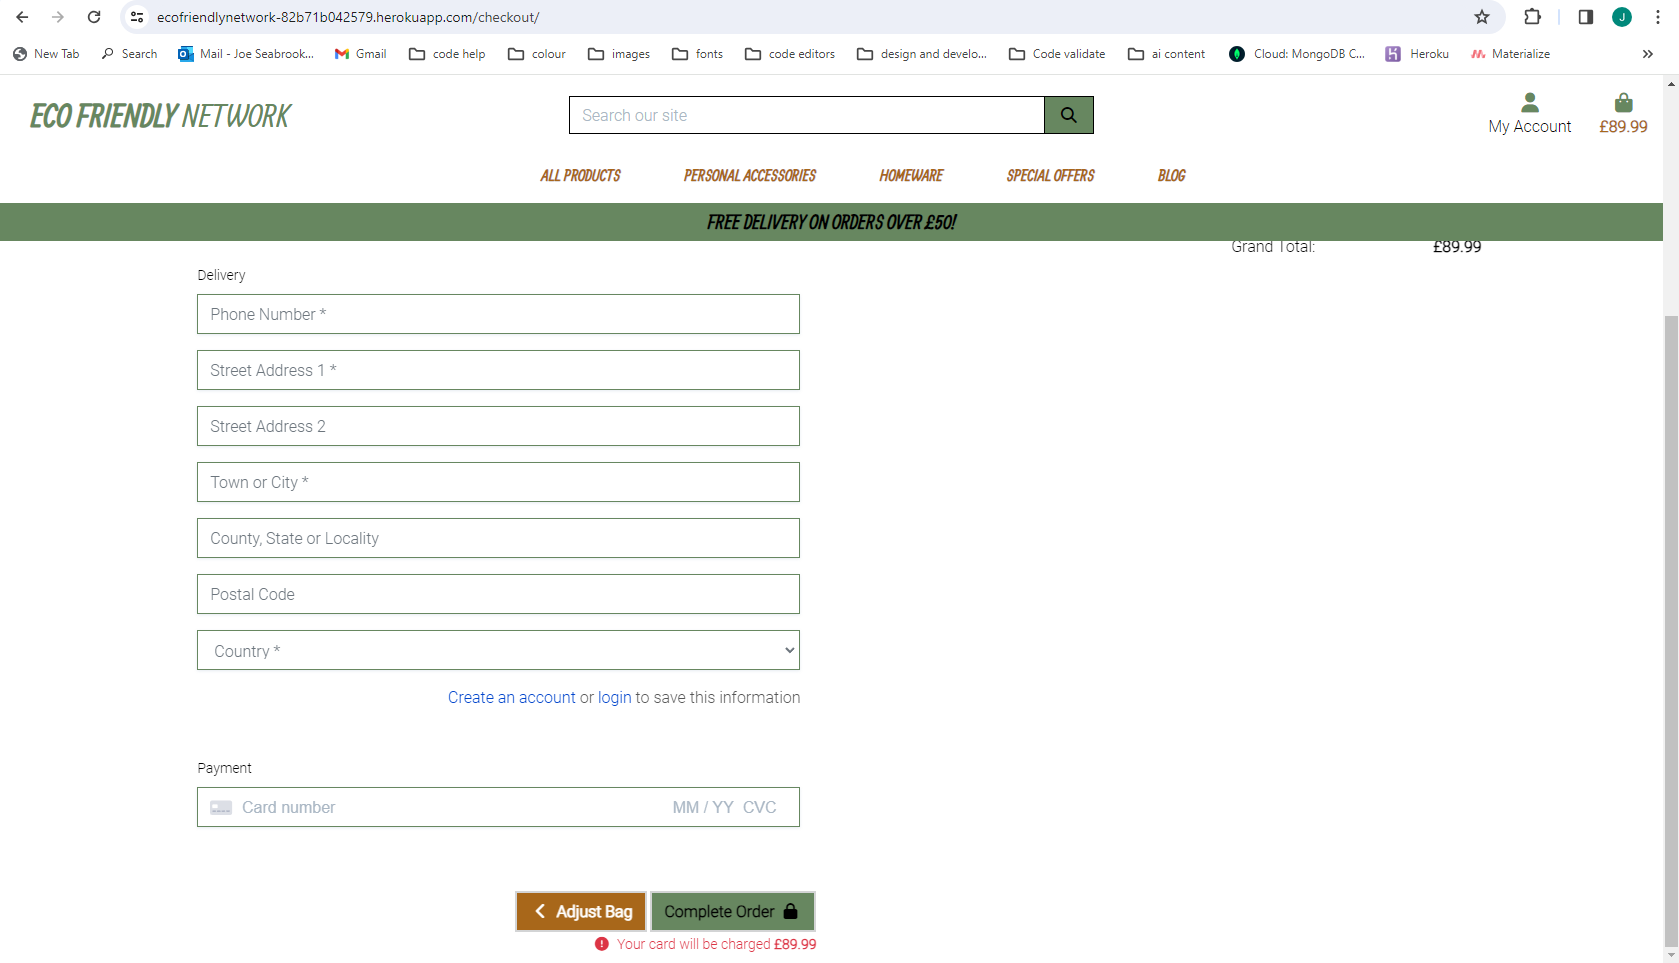 ecofriendlynetwork-82b71b042579.herokuapp.com/checkout/
J
New Tab Search Mail - Joe Seabrook... Gmail code help colour images fonts code editors design and develo... Code validate ai content Cloud: MongoDB C... Heroku Materialize »
ECO FRIENDLY NETWORK
Search our site
My Account
£89.99
ALL PRODUCTS PERSONAL ACCESSORIES HOMEWARE SPECIAL OFFERS BLOG
FREE DELIVERY ON ORDERS OVER £50!
Grand Total: £89.99
Delivery
Phone Number *
Street Address 1 *
Street Address 2
Town or City *
County, State or Locality
Postal Code
Country *
Create an account or login to save this information
Payment
Card number MM / YY CVC
Adjust Bag Complete Order
Your card will be charged £89.99